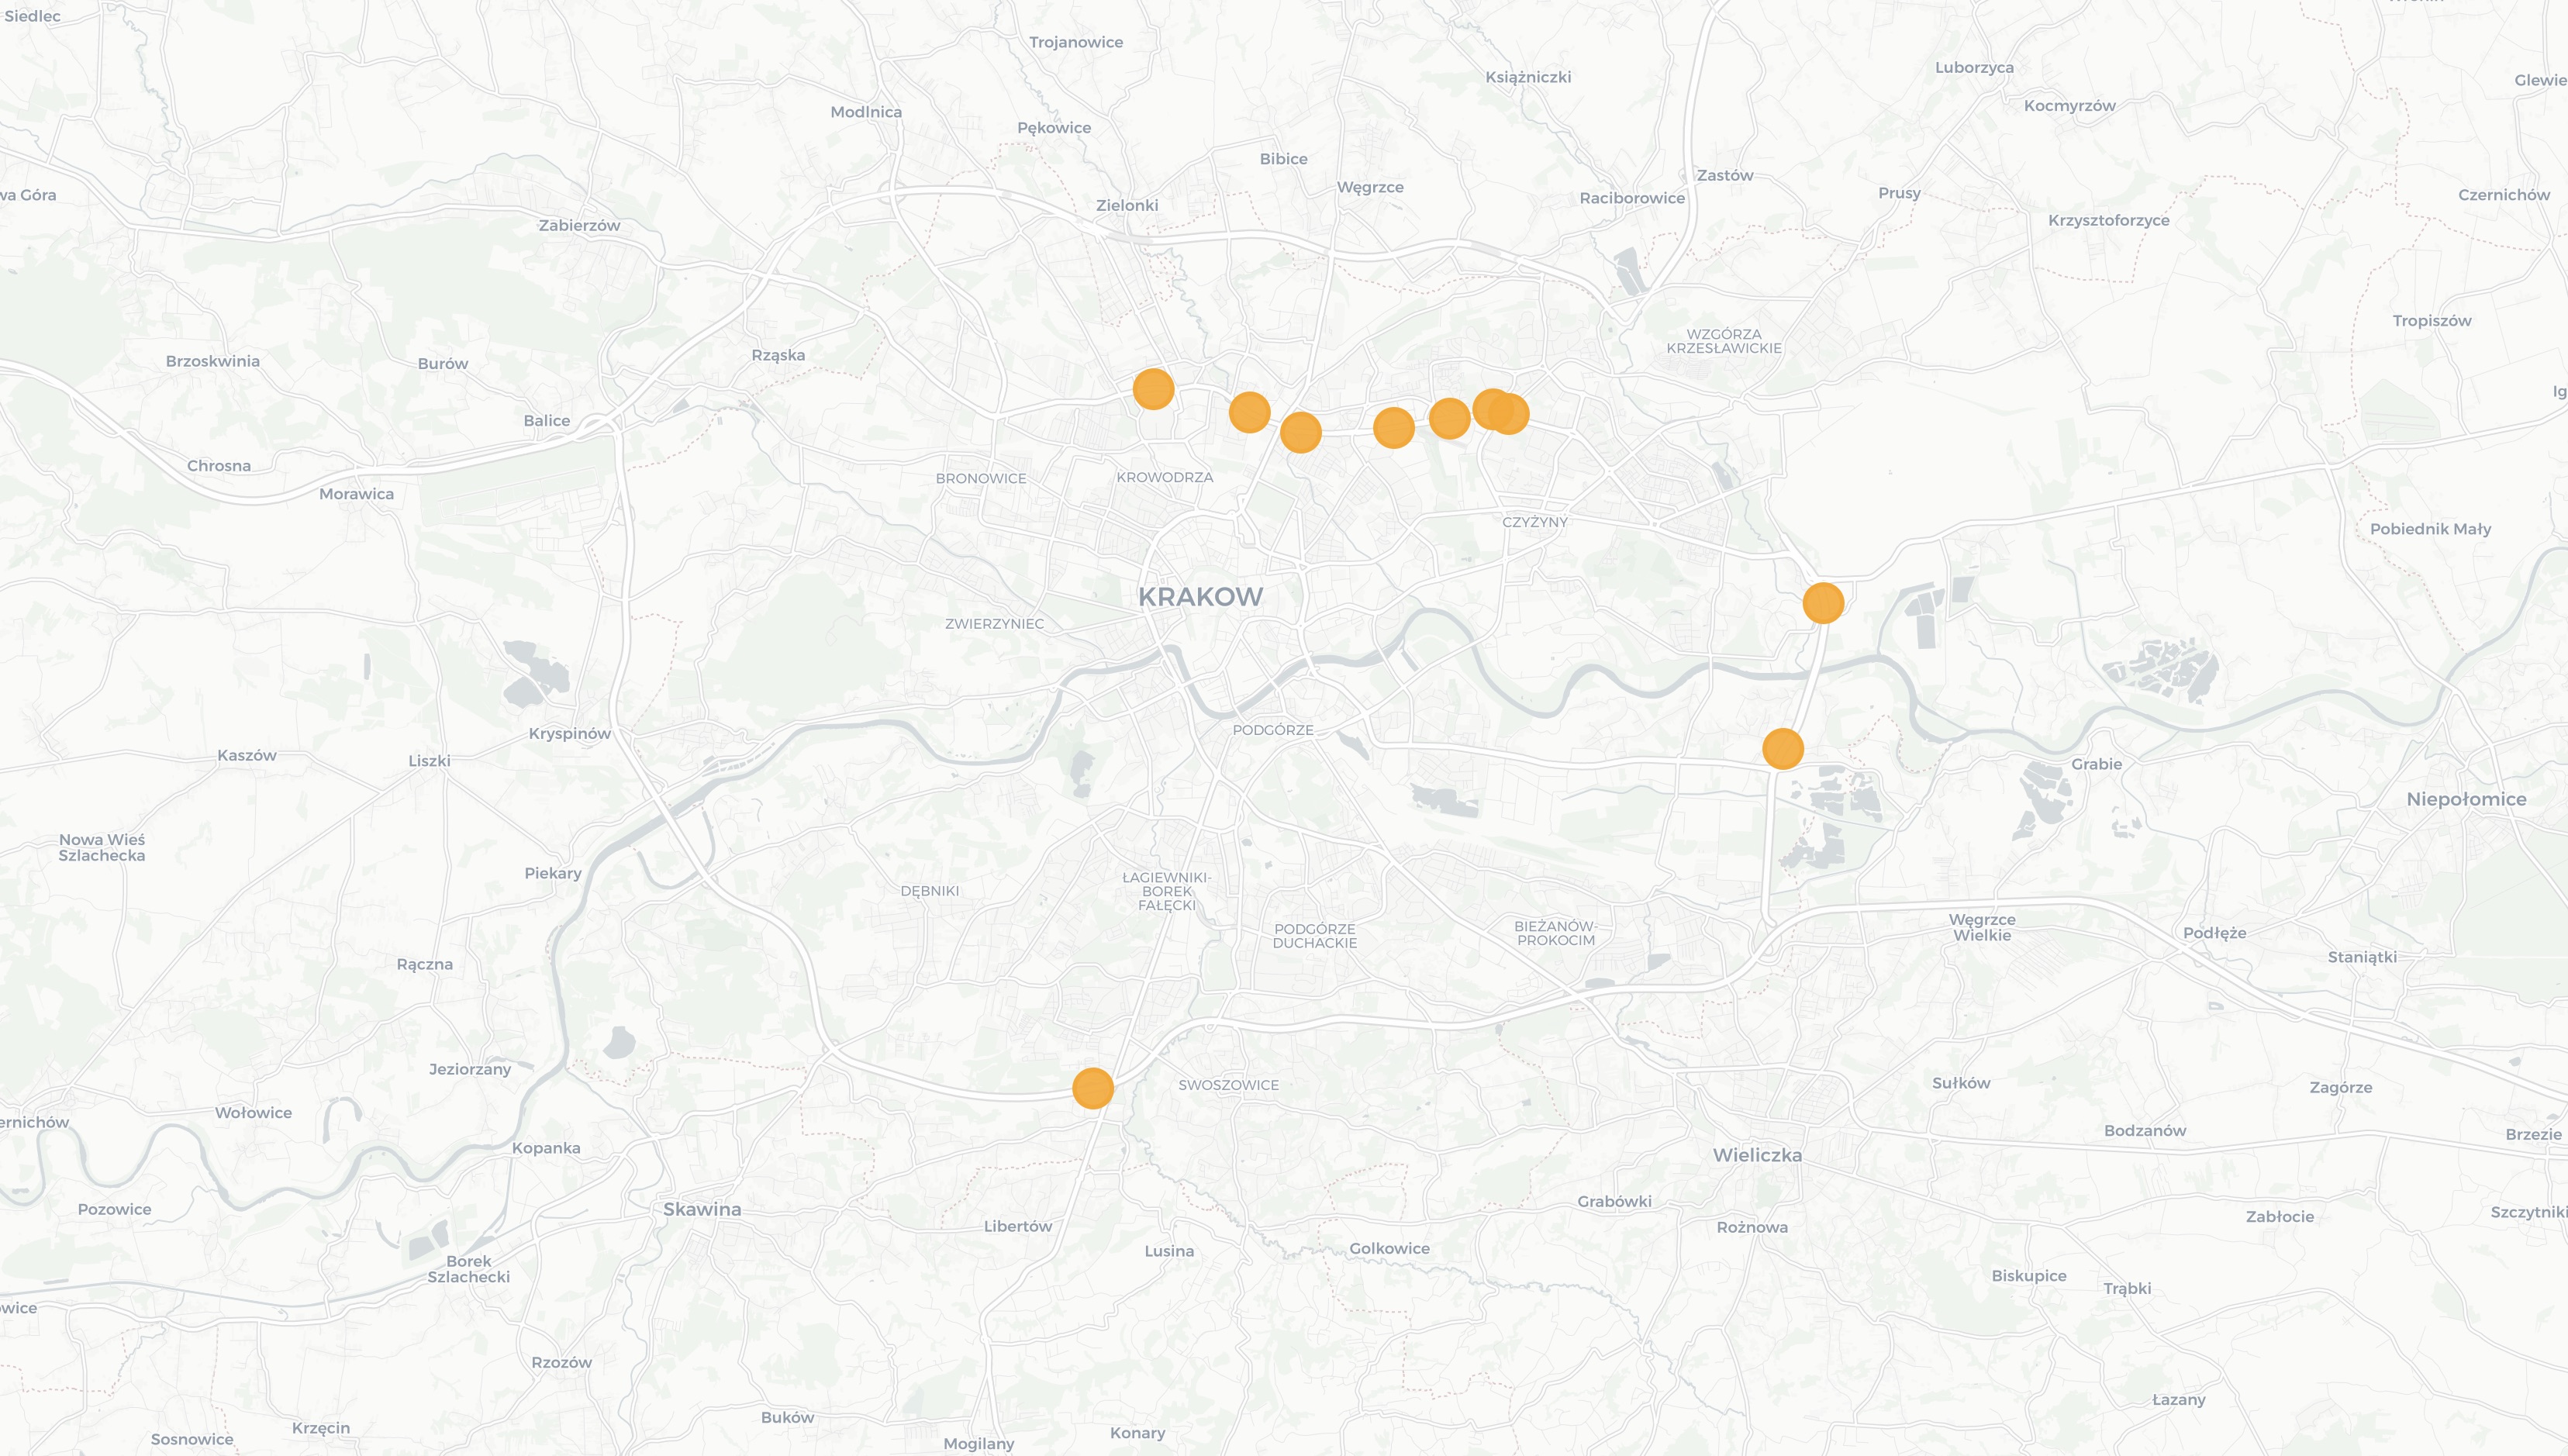 Siedlec
Trojanowice
Książniczki
Luborzyca
Glewie
Kocmyrzów
Modlnica
Pękowice
Bibice
Węgrzce
Zastów
Raciborowice
Prusy
wa Góra
Czernichów
Zielonki
Krzysztoforzyce
Zabierzów
Tropiszów
WZGÓRZA
KRZESŁAWICKIE
Rząska
Brzoskwinia
Burów
Ig
Balice
Chrosna
Morawica
BRONOWICE
KROWODRZA
CZYŻYNY
Pobiednik Mały
KRAKOW
ZWIERZYNIEC
PODGÓRZE
Kryspinów
Kaszów
Liszki
Grabie
Niepołomice
Nowa Wieś
Szlachecka
Piekary
DĘBNIKI
ŁAGIEWNIKI-
BOREK
FAŁĘCKI
PODGÓRZE
DUCHACKIE
BIEŻANÓW-
PROKOCIM
Węgrzce
Wielkie
Podłęże
Staniątki
Rączna
Jeziorzany
SWOSZOWICE
Sułków
Zagórze
Wołowice
ernichów
Kopanka
Bodzanów
Brzezie
Wieliczka
Pozowice
Skawina
Libertów
Grabówki
Rożnowa
Zabłocie
Szczytniki
Lusina
Golkowice
Borek
Szlachecki
Biskupice
Trąbki
owice
Rzozów
Łazany
Buków
Krzęcin
Sosnowice
Konary
Mogilany